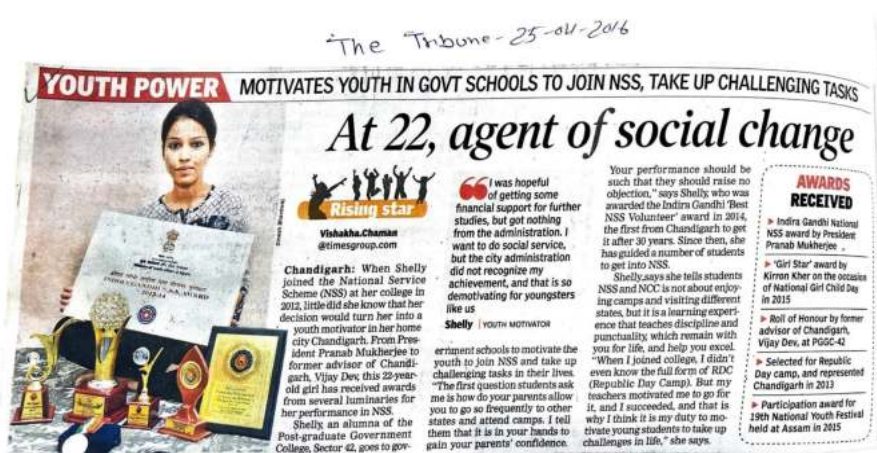 The Tribune - 25-04-2016
YOUTH POWER
MOTIVATES YOUTH IN GOVT SCHOOLS TO JOIN NSS, TAKE UP CHALLENGING TASKS
At 22, agent of social change
Rising star
Vishakha.Chaman
@timesgroup.com
Chandigarh: When Shelly
joined the National Service
Scheme (NSS) at her college in
2012, little did she know that her
decision would turn her into a
youth motivator in her home
city Chandigarh. From Pres-
ident Pranab Mukherjee to
former advisor of Chandi-
garh, Vijay Dev, this 22-year-
old girl has received awards
from several luminaries for
her performance in NSS.
Shelly, an alumna of the
Post-graduate Government
College, Sector 42, goes to gov-
I was hopeful
of getting some
financial support for further
studies, but got nothing
from the administration. I
want to do social service,
but the city administration
did not recognize my
achievement, and that is so
demotivating for youngsters
like us
Shelly | YOUTH MOTIVATOR
ernment schools to motivate the
youth to join NSS and take up
challenging tasks in their lives.
"The first question students ask
me is how do your parents allow
you to go so frequently to other
states and attend camps. I tell
them that it is in your hands to
gain your parents' confidence.
Your performance should be
such that they should raise no
objection," says Shelly, who was
awarded the Indira Gandhi 'Best
NSS Volunteer' award in 2014,
the first from Chandigarh to get
it after 30 years. Since then, she
has guided a number of students
to get into NSS.
Shelly says she tells students
NSS and NCC is not about enjoy-
ing camps and visiting different
states, but it is a learning experi-
ence that teaches discipline and
punctuality, which remain with
you for life, and help you excel.
"When I joined college, I didn't
even know the full form of RDC
(Republic Day Camp). But my
teachers motivated me to go for
it, and I succeeded, and that is
why I think it is my duty to mo-
tivate young students to take up
challenges in life," she says.
AWARDS
RECEIVED
Indira Gandhi National
NSS award by President
Pranab Mukherjee
'Girl Star' award by
Kirron Kher on the occasion
of National Girl Child Day
in 2015
Roll of Honour by former
advisor of Chandigarh,
Vijay Dev, at PGGC-42
Selected for Republic
Day camp, and represented
Chandigarh in 2013
Participation award for
19th National Youth Festival
held at Assam in 2015